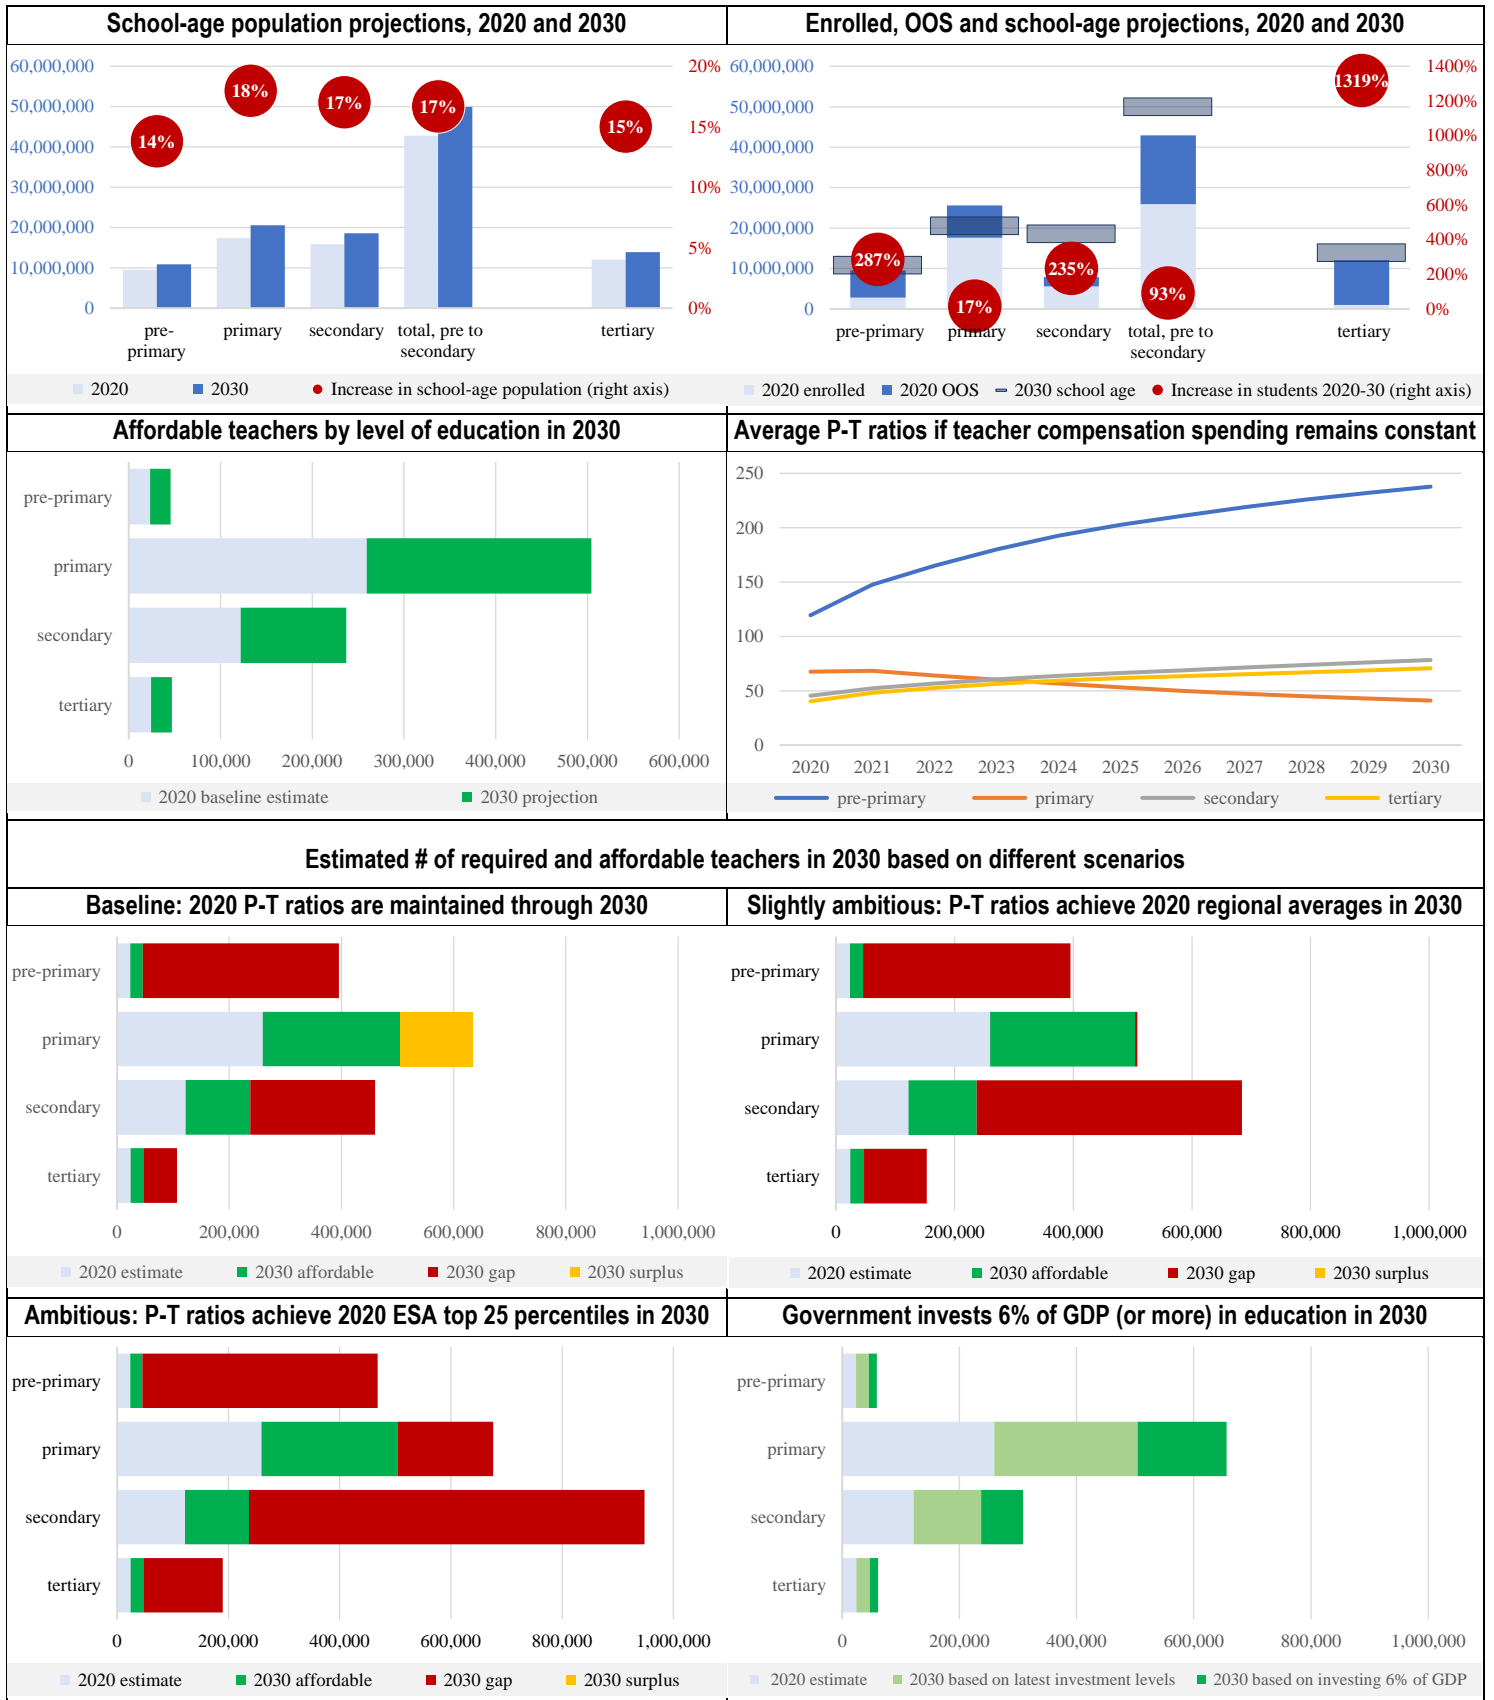 School-age population projections, 2020 and 2030
60,000,000
50,000,000
40,000,000
30,000,000
20,000,000
10,000,000
0
20%
15%
10%
5%
0%
14%
18%
17%
17%
15%
pre-primary
primary
secondary
total, pre to secondary
tertiary
2020
2030
Increase in school-age population (right axis)
Enrolled, OOS and school-age projections, 2020 and 2030
60,000,000
50,000,000
40,000,000
30,000,000
20,000,000
10,000,000
0
1400%
1200%
1000%
800%
600%
400%
200%
0%
287%
17%
235%
93%
1319%
pre-primary
primary
secondary
total, pre to secondary
tertiary
2020 enrolled
2020 OOS
2030 school age
Increase in students 2020-30 (right axis)
Affordable teachers by level of education in 2030
pre-primary
primary
secondary
tertiary
0 100,000 200,000 300,000 400,000 500,000 600,000
2020 baseline estimate
2030 projection
Average P-T ratios if teacher compensation spending remains constant
250
200
150
100
50
0
2020 2021 2022 2023 2024 2025 2026 2027 2028 2029 2030
pre-primary
primary
secondary
tertiary
Estimated # of required and affordable teachers in 2030 based on different scenarios
Baseline: 2020 P-T ratios are maintained through 2030
pre-primary
primary
secondary
tertiary
0 200,000 400,000 600,000 800,000 1,000,000
2020 estimate
2030 affordable
2030 gap
2030 surplus
Slightly ambitious: P-T ratios achieve 2020 regional averages in 2030
pre-primary
primary
secondary
tertiary
0 200,000 400,000 600,000 800,000 1,000,000
2020 estimate
2030 affordable
2030 gap
2030 surplus
Ambitious: P-T ratios achieve 2020 ESA top 25 percentiles in 2030
pre-primary
primary
secondary
tertiary
0 200,000 400,000 600,000 800,000 1,000,000
2020 estimate
2030 affordable
2030 gap
2030 surplus
Government invests 6% of GDP (or more) in education in 2030
pre-primary
primary
secondary
tertiary
0 200,000 400,000 600,000 800,000 1,000,000
2020 estimate
2030 based on latest investment levels
2030 based on investing 6% of GDP